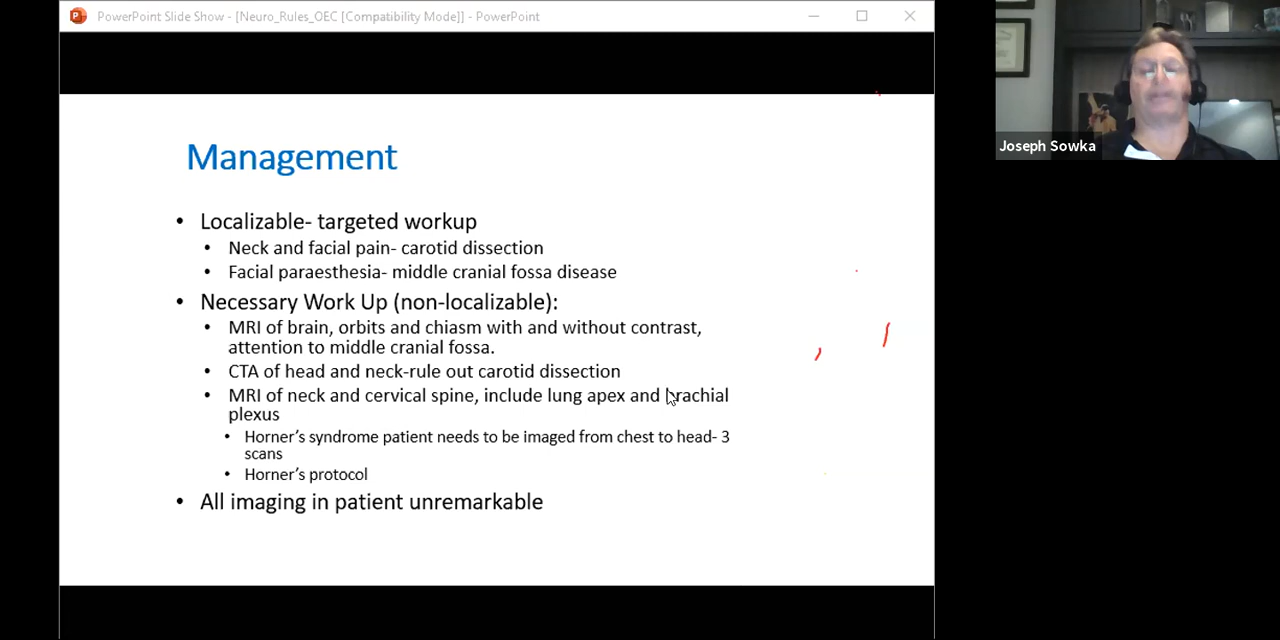 PowerPoint Slide Show - [Neuro_Rules_OEC [Compatibility Mode]] - PowerPoint
Management
• Localizable- targeted workup
• Neck and facial pain- carotid dissection
• Facial paraesthesia- middle cranial fossa disease
• Necessary Work Up (non-localizable):
• MRI of brain, orbits and chiasm with and without contrast,
attention to middle cranial fossa.
• CTA of head and neck-rule out carotid dissection
• MRI of neck and cervical spine, include lung apex and brachial
plexus
• Horner’s syndrome patient needs to be imaged from chest to head- 3
scans
• Horner’s protocol
• All imaging in patient unremarkable
Joseph Sowka